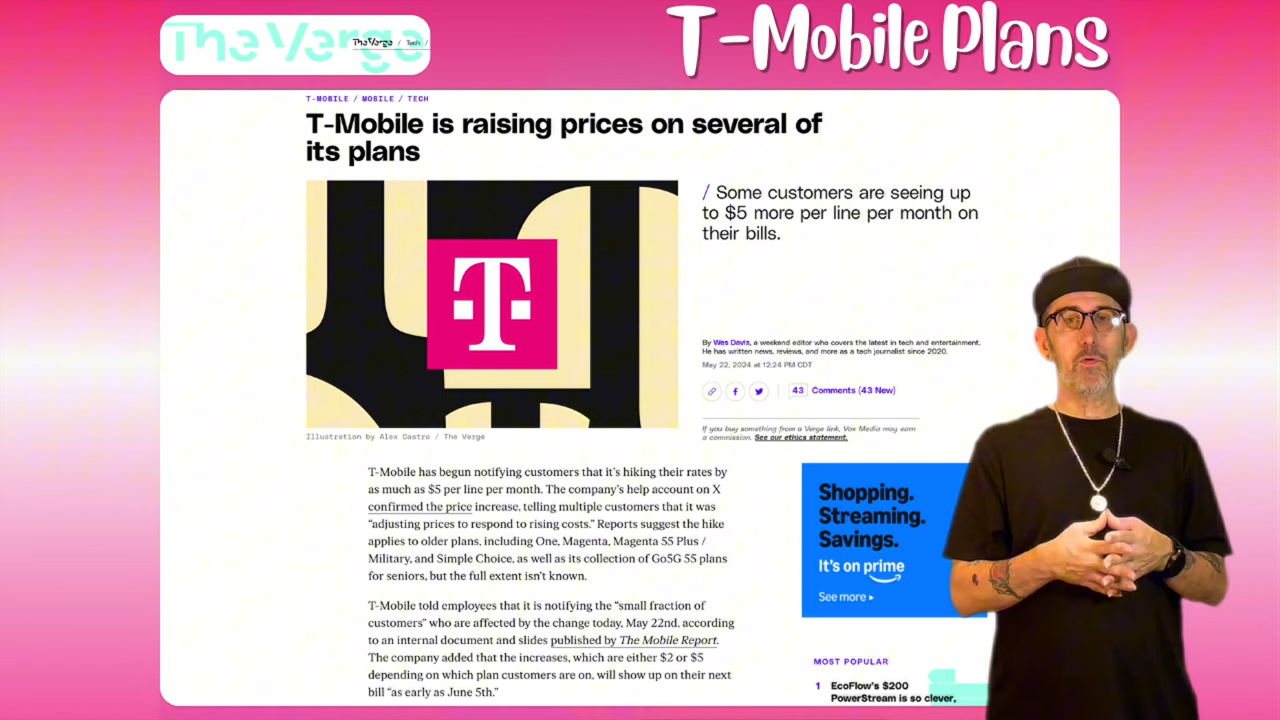 The Verge
TheVerge / Tech /
T-Mobile Plans
T-MOBILE / MOBILE / TECH
T-Mobile is raising prices on several of
its plans
T
/ Some customers are seeing up
to $5 more per line per month on
their bills.
By Wes Davis, a weekend editor who covers the latest in tech and entertainment.
He has written news, reviews, and more as a tech journalist since 2020.
May 22, 2024 at 12:24 PM CDT
43 Comments (43 New)
If you buy something from a Verge link, Vox Media may earn
a commission. See our ethics statement.
Illustration by Alex Castro / The Verge
T-Mobile has begun notifying customers that it's hiking their rates by
as much as $5 per line per month. The company's help account on X
confirmed the price increase, telling multiple customers that it was
“adjusting prices to respond to rising costs.” Reports suggest the hike
applies to older plans, including One, Magenta, Magenta 55 Plus /
Military, and Simple Choice, as well as its collection of Go5G 55 plans
for seniors, but the full extent isn't known.
T-Mobile told employees that it is notifying the “small fraction of
customers” who are affected by the change today, May 22nd, according
to an internal document and slides published by The Mobile Report.
The company added that the increases, which are either $2 or $5
depending on which plan customers are on, will show up on their next
bill “as early as June 5th.”
Shopping.
Streaming.
Savings.
It's on prime
See more ▸
MOST POPULAR
1 EcoFlow's $200
PowerStream is so clever,